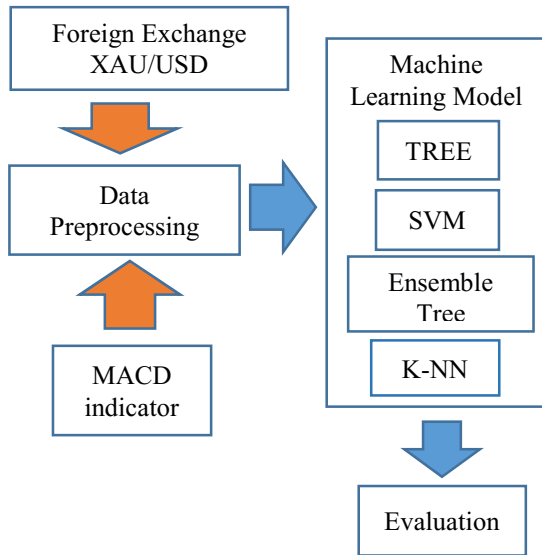 Foreign Exchange
XAU/USD
Data
Preprocessing
MACD
indicator
Machine
Learning Model
TREE
SVM
Ensemble
Tree
K-NN
Evaluation